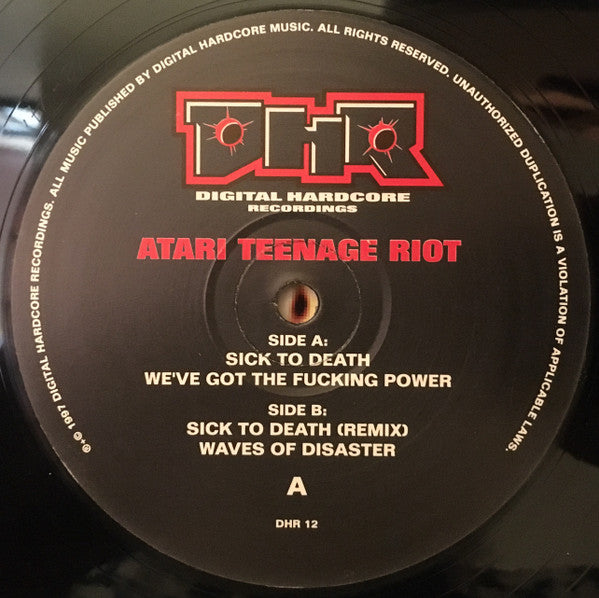 ℗+© 1997 DIGITAL HARDCORE RECORDINGS. ALL MUSIC PUBLISHED BY DIGITAL HARDCORE MUSIC. ALL RIGHTS RESERVED. UNAUTHORIZED DUPLICATION IS A VIOLATION OF APPLICABLE LAWS.
DHR
DIGITAL HARDCORE
RECORDINGS
ATARI TEENAGE RIOT
SIDE A:
SICK TO DEATH
WE'VE GOT THE FUCKING POWER
SIDE B:
SICK TO DEATH (REMIX)
WAVES OF DISASTER
A
DHR 12